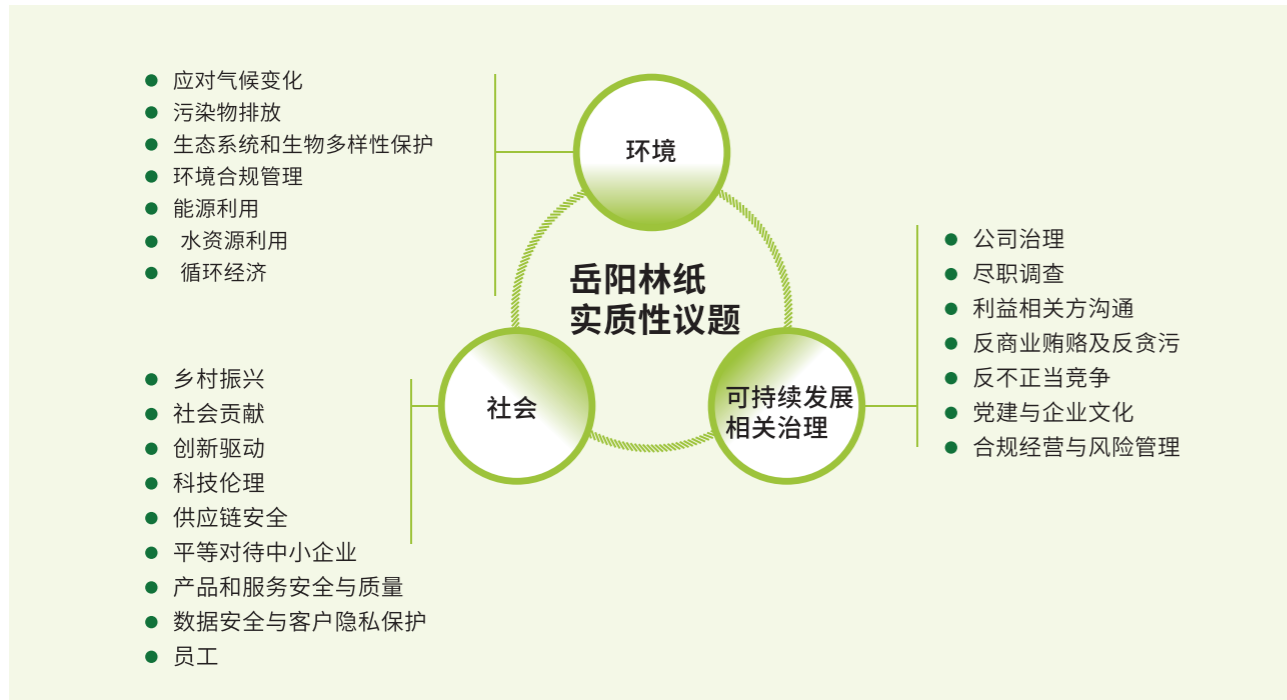 应对气候变化
污染物排放
生态系统和生物多样性保护
环境合规管理
能源利用
水资源利用
循环经济
环境
岳阳林纸
实质性议题
公司治理
尽职调查
利益相关方沟通
反商业贿赂及反贪污
反不正当竞争
党建与企业文化
合规经营与风险管理
可持续发展
相关治理
社会
乡村振兴
社会贡献
创新驱动
科技伦理
供应链安全
平等对待中小企业
产品和服务安全与质量
数据安全与客户隐私保护
员工